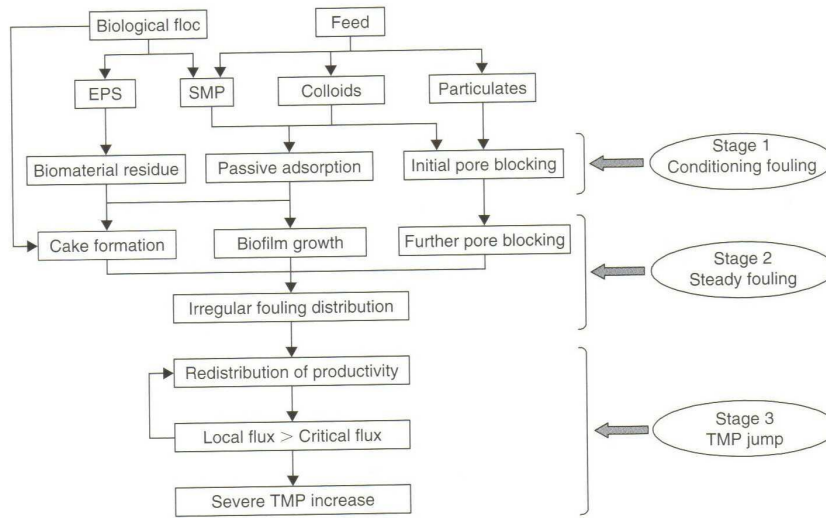 Biological floc
Feed
EPS
SMP
Colloids
Particulates
Biomaterial residue
Passive adsorption
Initial pore blocking
Stage 1
Conditioning fouling
Cake formation
Biofilm growth
Further pore blocking
Stage 2
Steady fouling
Irregular fouling distribution
Redistribution of productivity
Local flux > Critical flux
Stage 3
TMP jump
Severe TMP increase